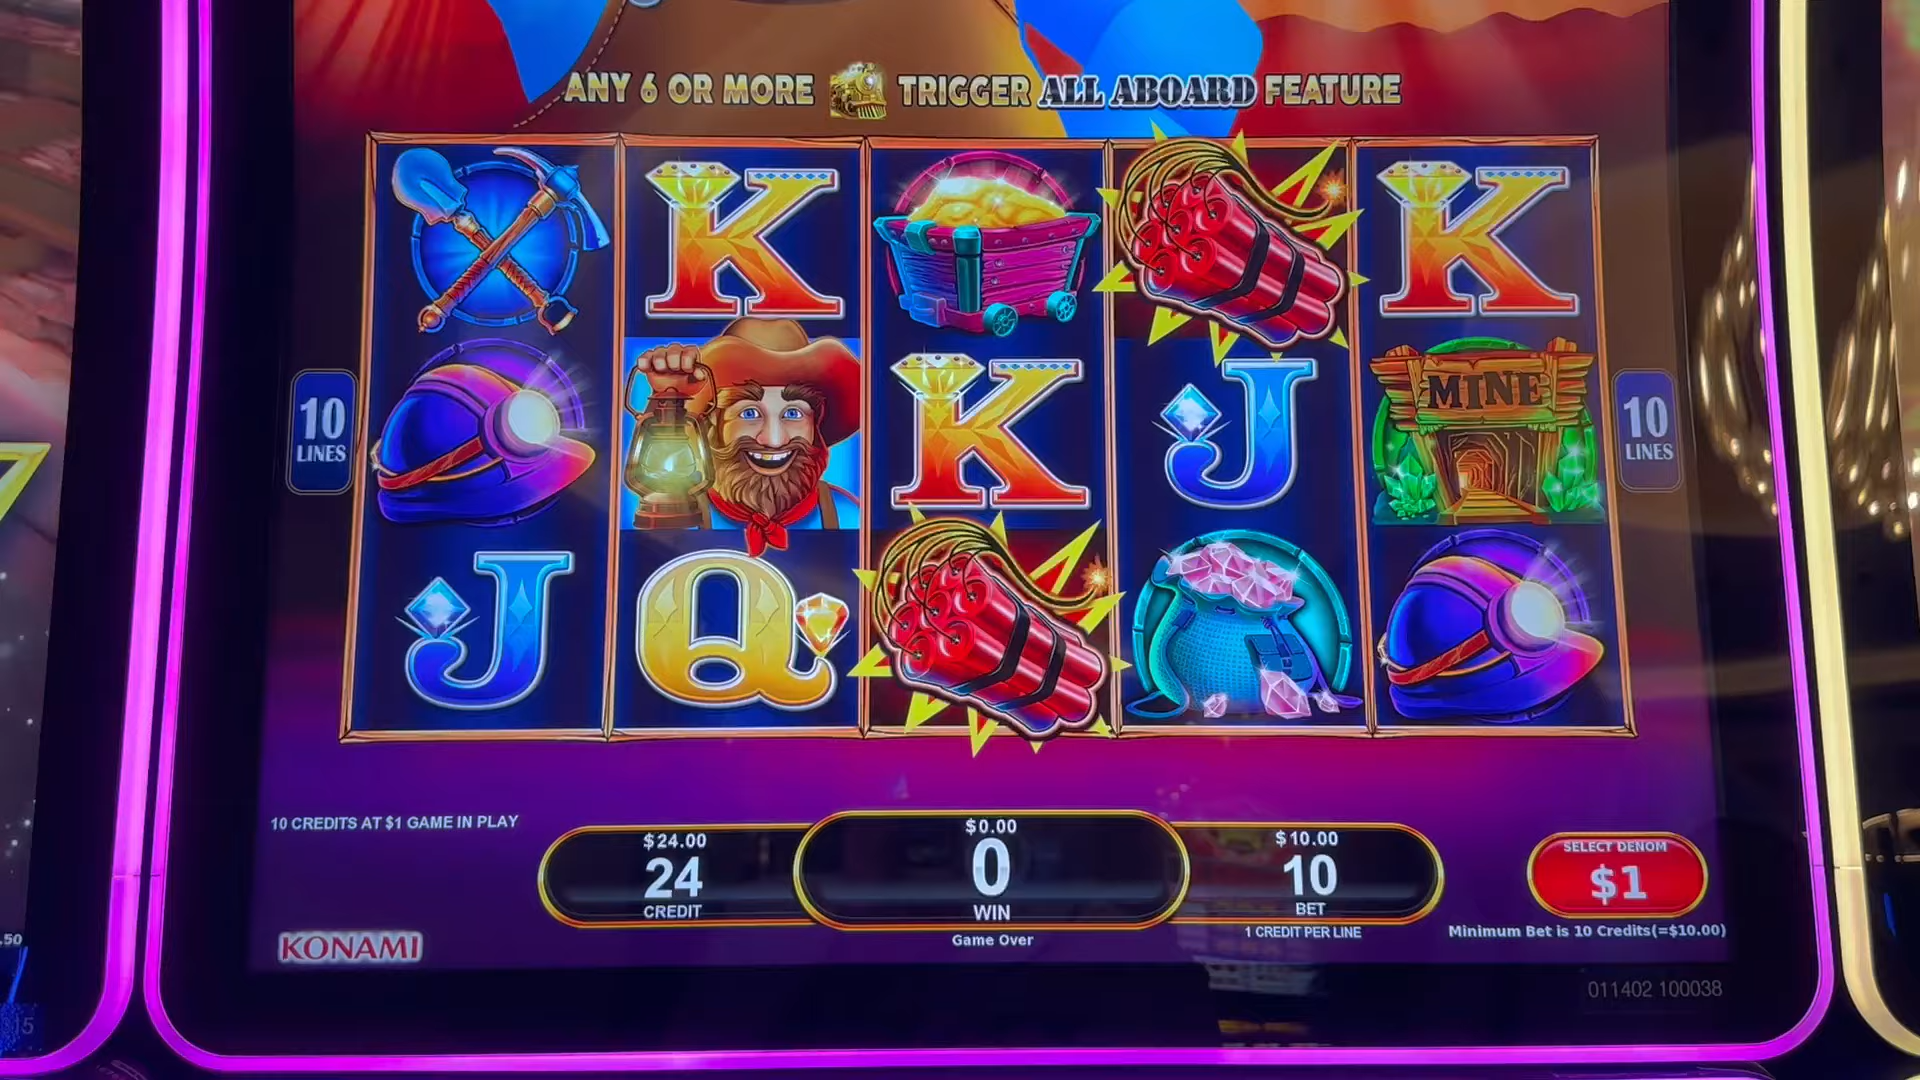 ANY 6 OR MORE TRIGGER ALL ABOARD FEATURE
K
K
10
LINES
K
J
MINE
10
LINES
J
Q
10 CREDITS AT $1 GAME IN PLAY
$24.00
24
CREDIT
$0.00
0
WIN
Game Over
$10.00
10
BET
1 CREDIT PER LINE
SELECT DENOM
$1
Minimum Bet is 10 Credits(=$10.00)
KONAMI
011402 100038
.50